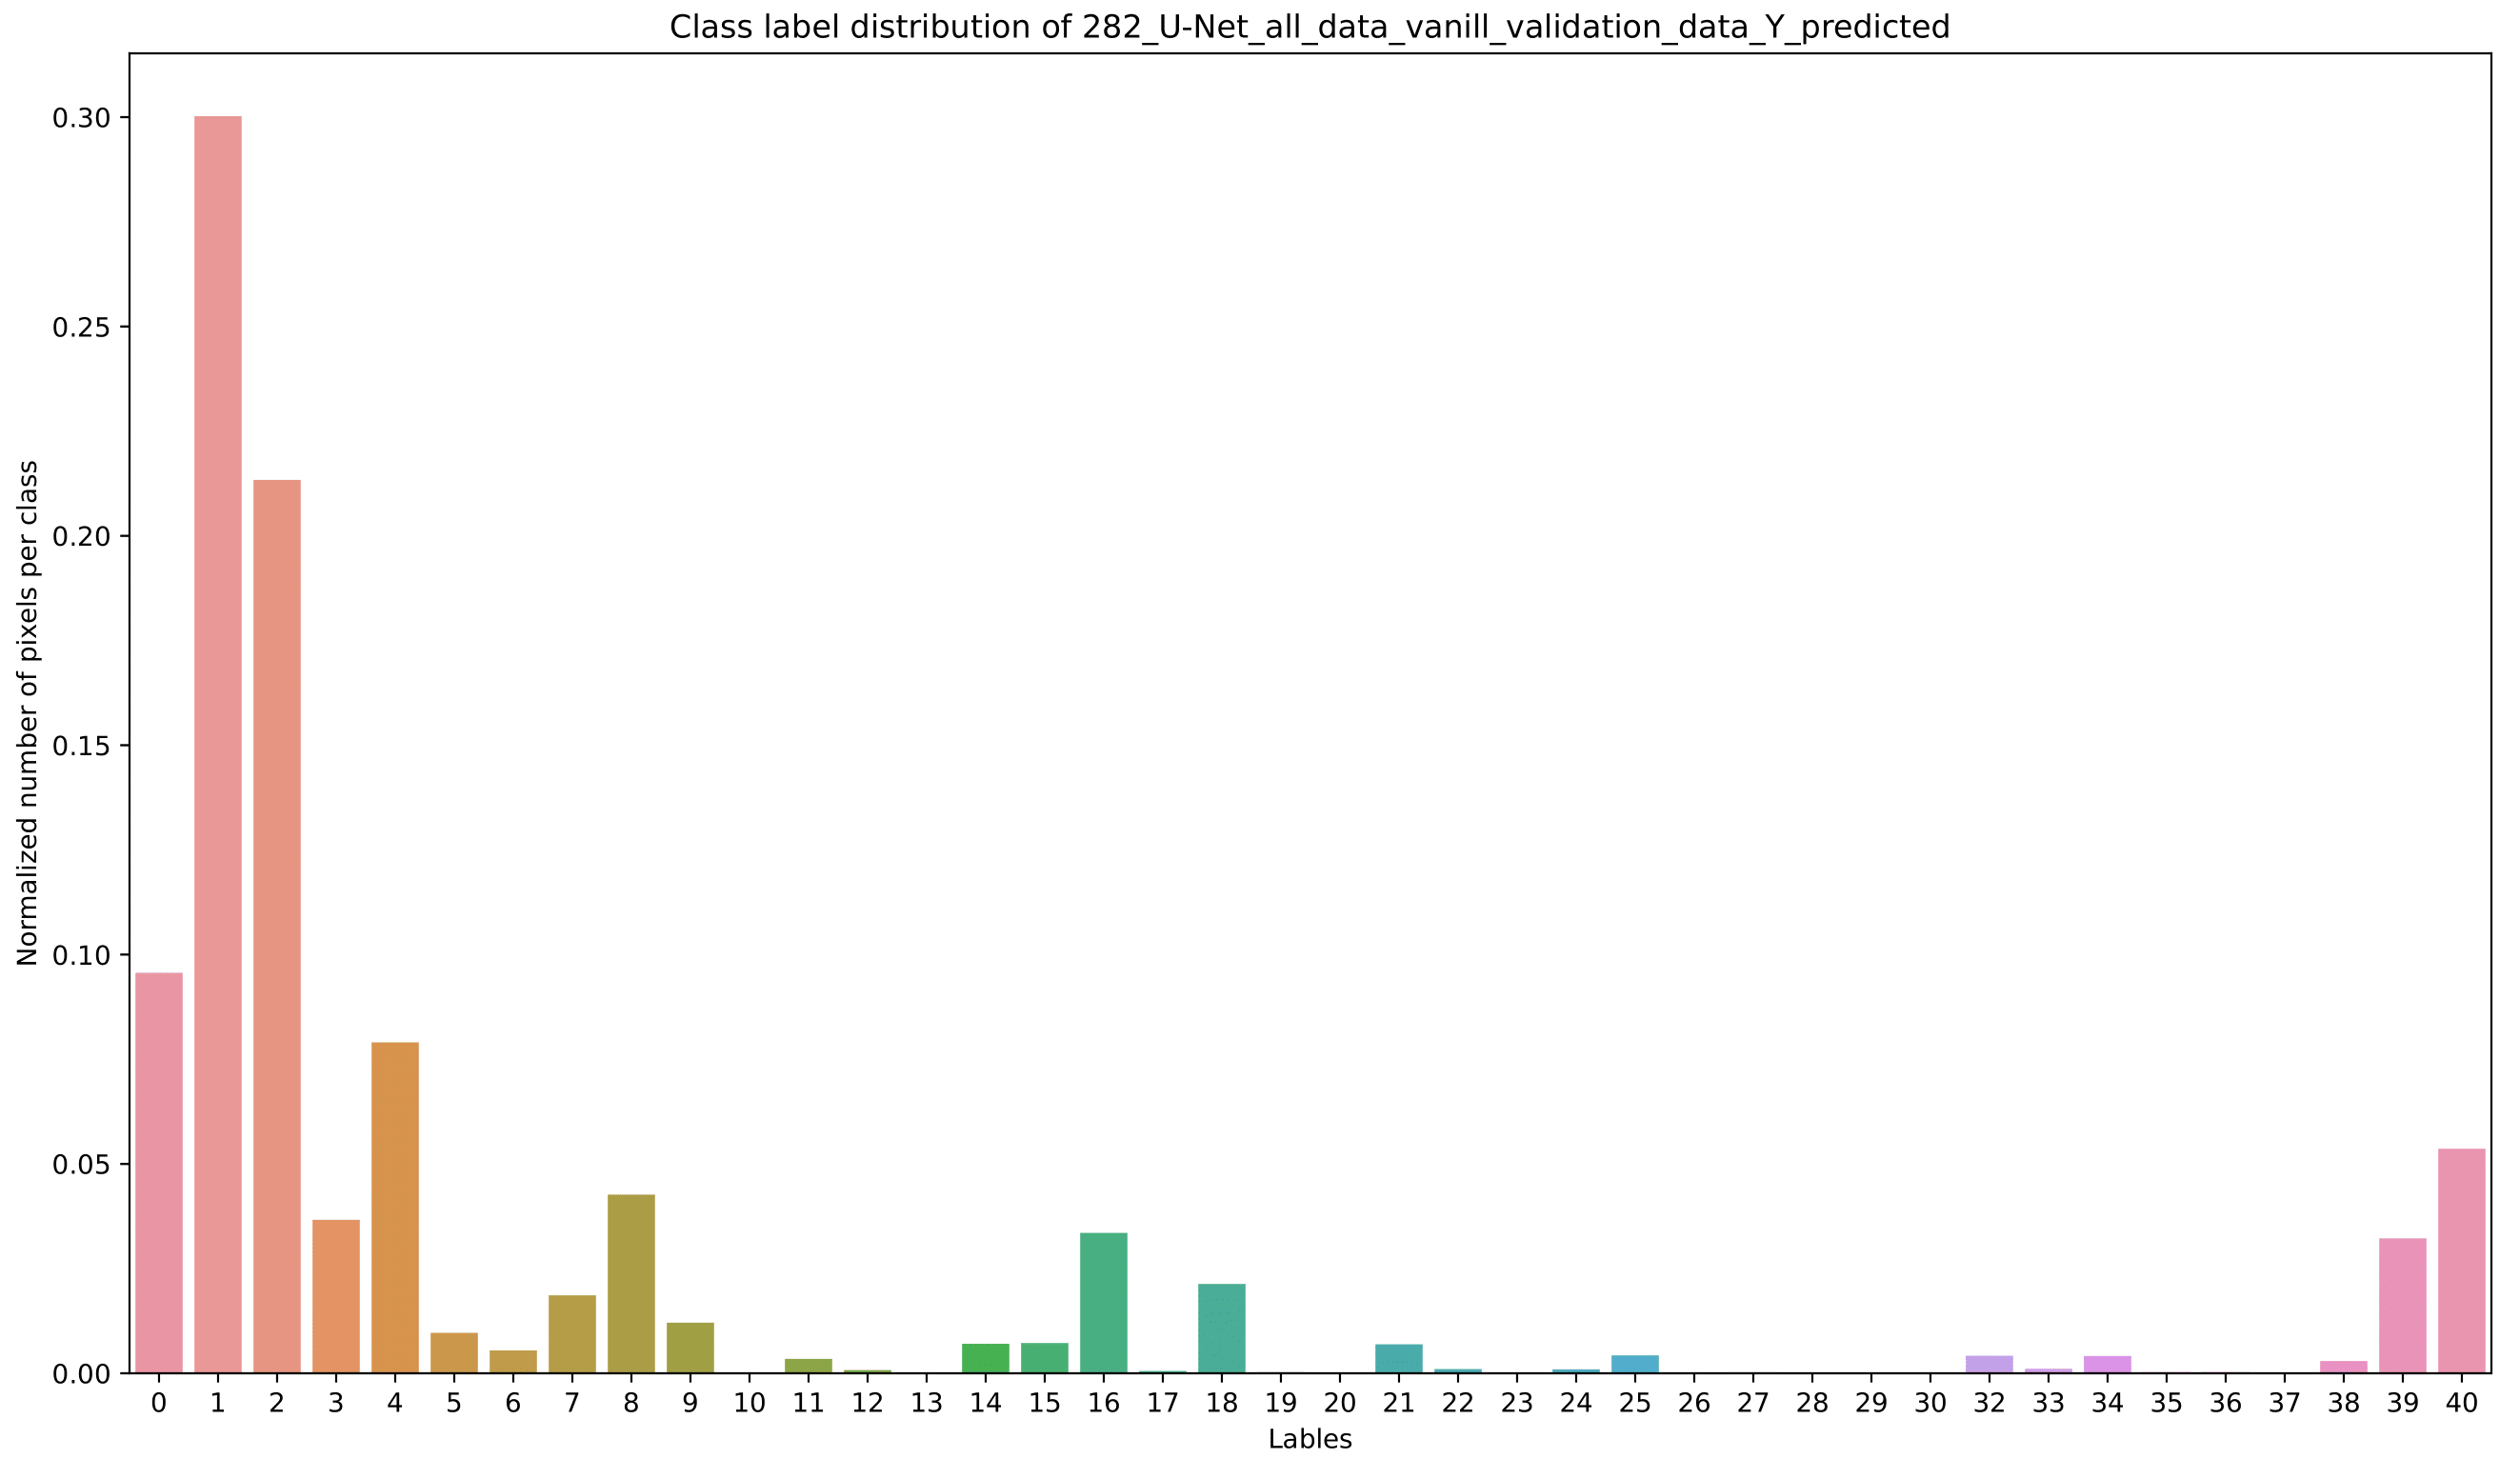 Class label distribution of 282_U-Net_all_data_vanill_validation_data_Y_predicted
Normalized number of pixels per class
0.30
0.25
0.20
0.15
0.10
0.05
0.00
0 1 2 3 4 5 6 7 8 9 10 11 12 13 14 15 16 17 18 19 20 21 22 23 24 25 26 27 28 29 30 32 33 34 35 36 37 38 39 40
Lables